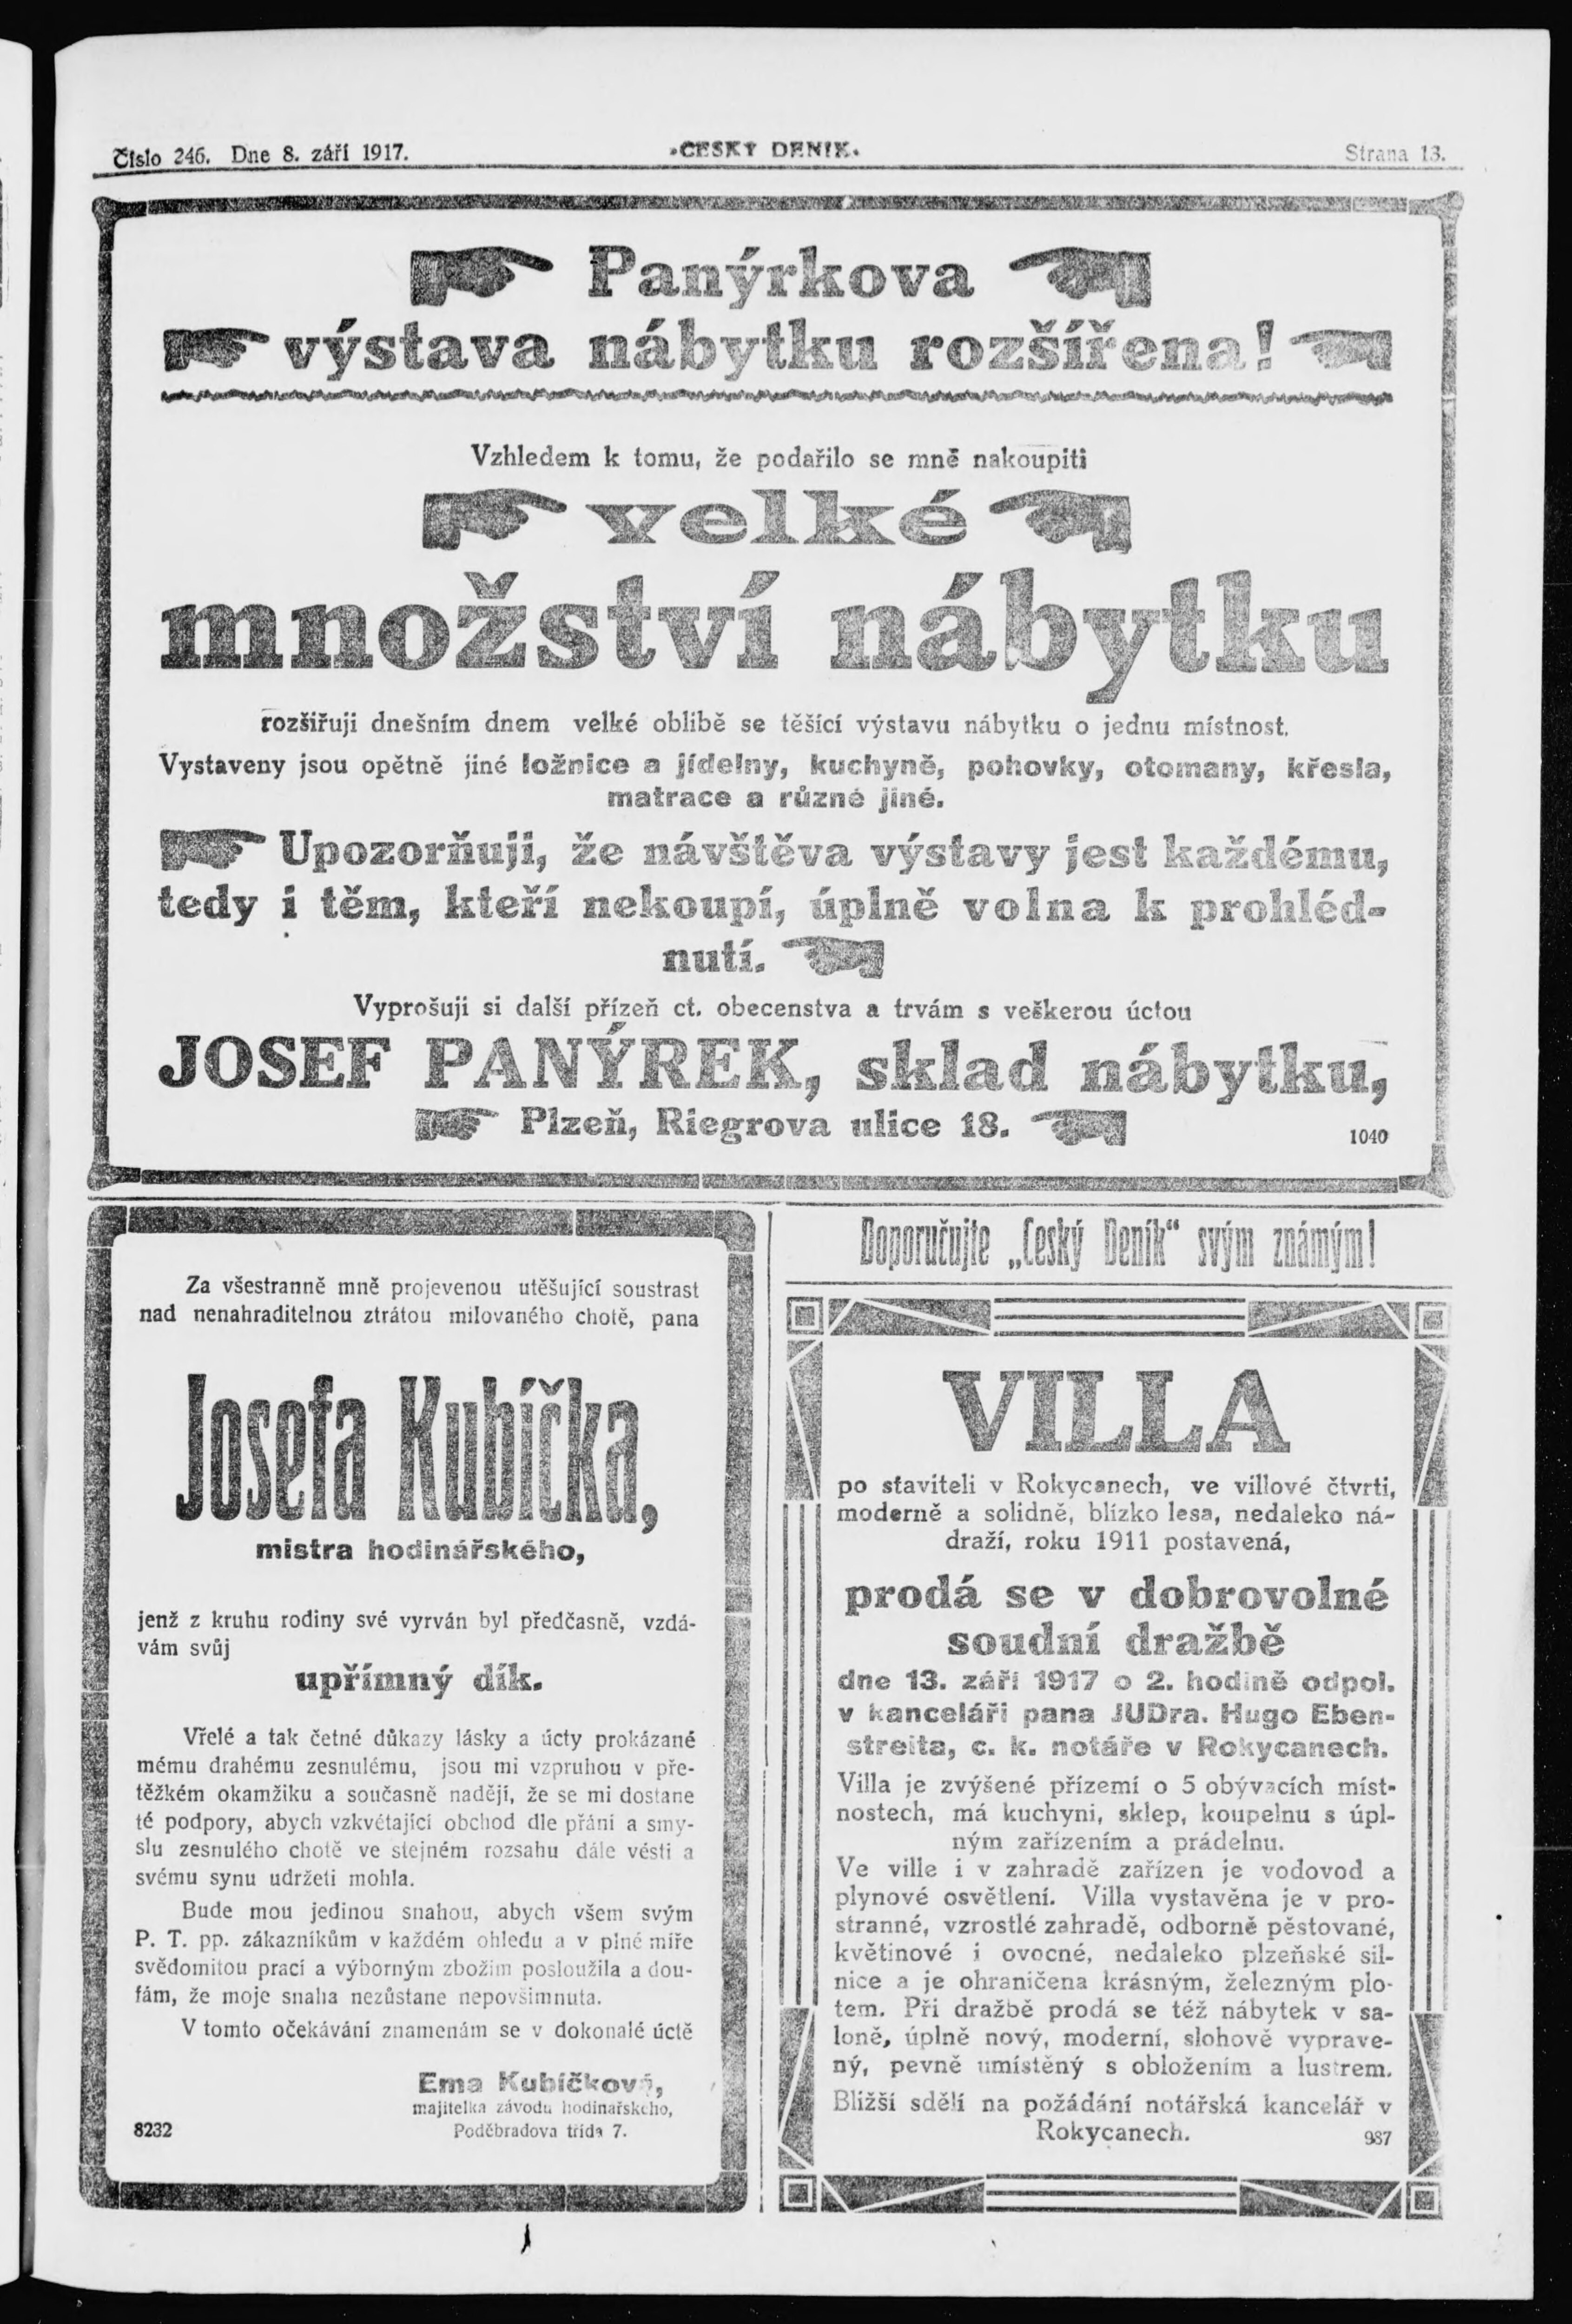 Číslo 246. Dne 8. září 1917.
»ČESKÝ DENÍK«
Strana 13.
Panýrkova
výstava nábytku rozšířena!
Vzhledem k tomu, že podařilo se mně nakoupiti
velké
množství nábytku
rozšiřuji dnešním dnem velké oblibě se těšící výstavu nábytku o jednu místnost.
Vystaveny jsou opětně jiné ložnice a jídelny, kuchyně, pohovky, otomany, křesla,
matrace a různé jiné.
Upozorňuji, že návštěva výstavy jest každému,
tedy i těm, kteří nekoupí, úplně volna k prohléd-
nutí.
Vyprošuji si další přízeň ct. obecenstva a trvám s veškerou úctou
JOSEF PANÝREK, sklad nábytku,
Plzeň, Riegrova ulice 18.
1040
Za všestranně mně projevenou utěšující soustrast
nad nenahraditelnou ztrátou milovaného chotě, pana
Josefa Kubíčka,
mistra hodinářského,
jenž z kruhu rodiny své vyrván byl předčasně, vzdá-
vám svůj
upřímný dík.
Vřelé a tak četné důkazy lásky a úcty prokázané
mému drahému zesnulému, jsou mi vzpruhou v pře-
těžkém okamžiku a současně nadějí, že se mi dostane
té podpory, abych vzkvétající obchod dle přání a smy-
slu zesnulého chotě ve stejném rozsahu dále vésti a
svému synu udržeti mohla.
Bude mou jedinou snahou, abych všem svým
P. T. pp. zákazníkům v každém ohledu a v plné míře
svědomitou prací a výborným zbožím posloužila a dou-
fám, že moje snaha nezůstane nepovšimnuta.
V tomto očekávání znamenám se v dokonalé úctě
Ema Kubíčková,
majitelka závodu hodinářského,
Poděbradova třída 7.
8232
Doporučujte „Český Deník“ svým známým!
VILLA
po staviteli v Rokycanech, ve villové čtvrti,
moderně a solidně, blízko lesa, nedaleko ná-
draží, roku 1911 postavená,
prodá se v dobrovolné
soudní dražbě
dne 13. září 1917 o 2. hodině odpol.
v kanceláři pana JUDra. Hugo Eben-
streita, c. k. notáře v Rokycanech.
Villa je zvýšené přízemí o 5 obývacích míst-
nostech, má kuchyni, sklep, koupelnu s úpl-
ným zařízením a prádelnu.
Ve ville i v zahradě zařízen je vodovod a
plynové osvětlení. Villa vystavěna je v pro-
stranné, vzrostlé zahradě, odborně pěstované,
květinové i ovocné, nedaleko plzeňské sil-
nice a je ohraničena krásným, železným plo-
tem. Při dražbě prodá se též nábytek v sa-
loně, úplně nový, moderní, slohově vyprave-
ný, pevně umístěný s obložením a lustrem.
Bližší sdělí na požádání notářská kancelář v
Rokycanech.
987